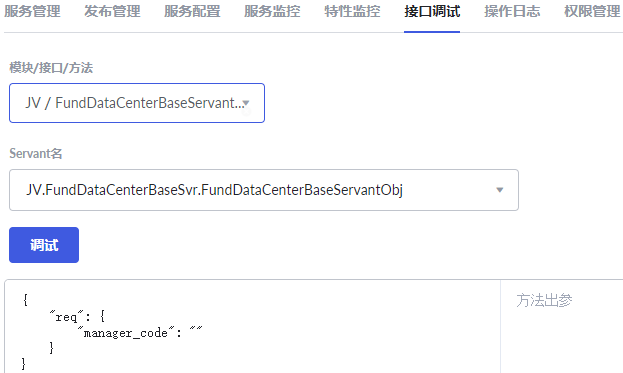 服务管理 发布管理 服务配置 服务监控 特性监控 接口调试 操作日志 权限管理
模块/接口/方法
JV / FundDataCenterBaseServant...
Servant名
JV.FundDataCenterBaseSvr.FundDataCenterBaseServantObj
调试
{
"req": {
"manager_code": ""
}
}
方法出参